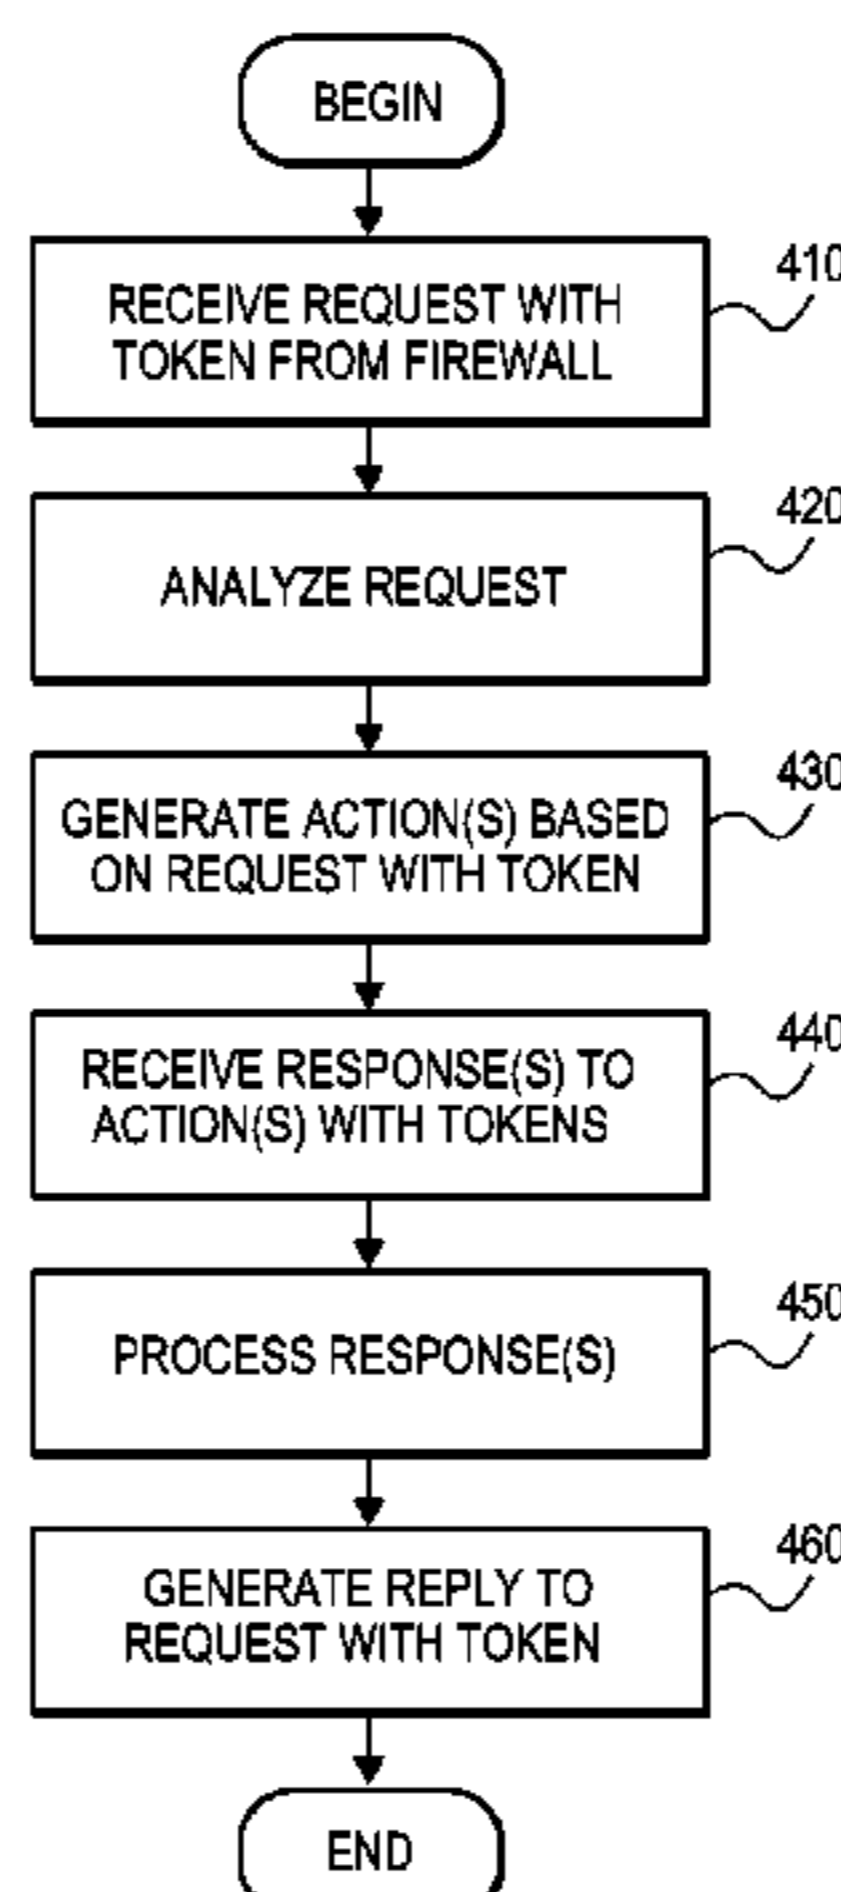 BEGIN
RECEIVE REQUEST WITH
TOKEN FROM FIREWALL
410
ANALYZE REQUEST
420
GENERATE ACTION(S) BASED
ON REQUEST WITH TOKEN
430
RECEIVE RESPONSE(S) TO
ACTION(S) WITH TOKENS
440
PROCESS RESPONSE(S)
450
GENERATE REPLY TO
REQUEST WITH TOKEN
460
END